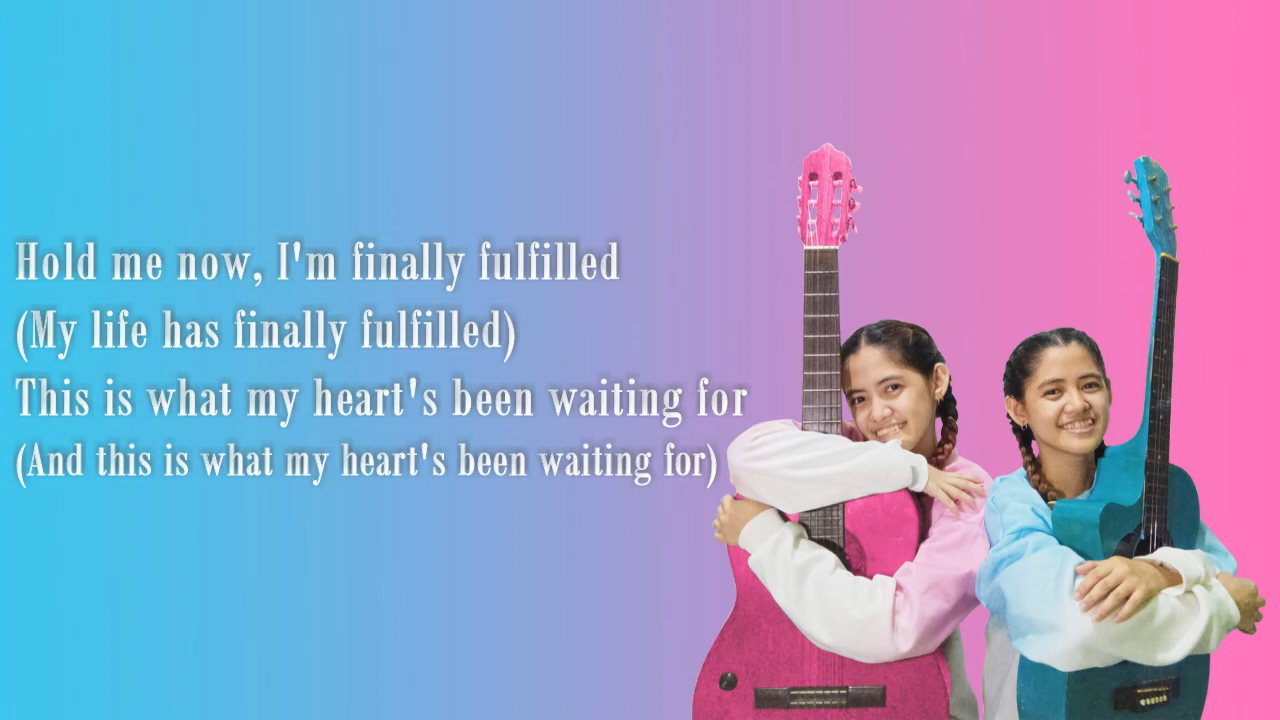 Hold me now, I'm finally fulfilled
(My life has finally fulfilled)
This is what my heart's been waiting for
(And this is what my heart's been waiting for)